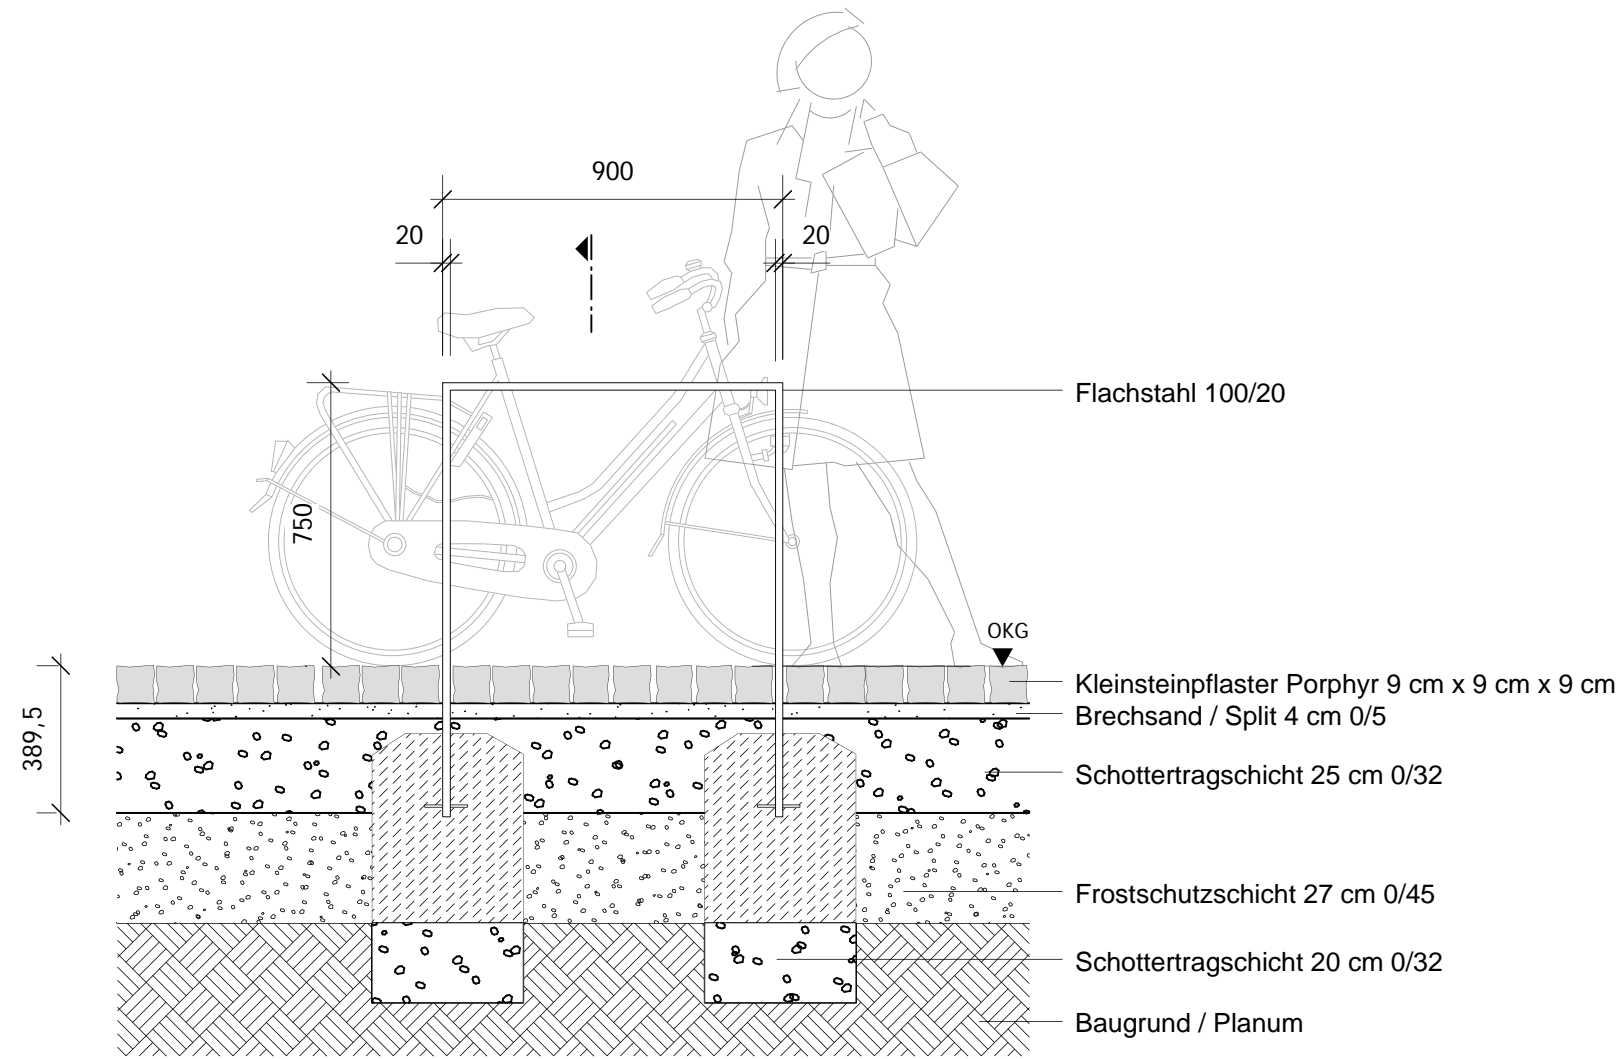 900
20
20
Flachstahl 100/20
750
OKG
389,5
Kleinsteinpflaster Porphyr 9 cm x 9 cm x 9 cm
Brechsand / Split 4 cm 0/5
Schottertragschicht 25 cm 0/32
Frostschutzschicht 27 cm 0/45
Schottertragschicht 20 cm 0/32
Baugrund / Planum